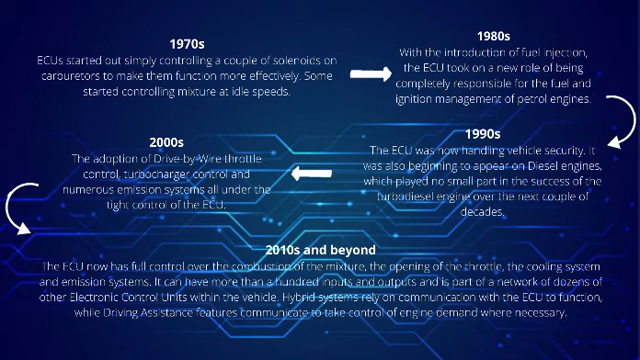 1970s
ECUs started out simply controlling a couple of solenoids on
carburetors to make them function more effectively. Some
started controlling mixture at idle speeds.
1980s
With the introduction of fuel injection,
the ECU took on a new role of being
completely responsible for the fuel and
ignition management of petrol engines.
1990s
The ECU was now handling vehicle security. It
was also beginning to appear on Diesel engines,
which played no small part in the success of the
turbodiesel engine over the next couple of
decades.
2000s
The adoption of Drive-by-Wire throttle
control, turbocharger control and
numerous emission systems all under the
tight control of the ECU.
2010s and beyond
The ECU now has full control over the combustion of the mixture, the opening of the throttle, the cooling system
and emission systems. It can have more than a hundred inputs and outputs and is part of a network of dozens of
other Electronic Control Units within the vehicle. Hybrid systems rely on communication with the ECU to function,
while Driving Assistance features communicate to take control of engine demand where necessary.